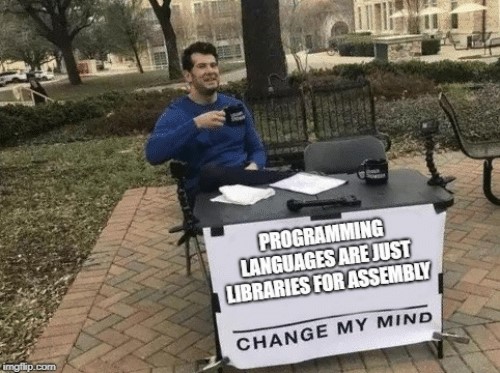 PROGRAMMING
LANGUAGES ARE JUST
LIBRARIES FOR ASSEMBLY
CHANGE MY MIND
imgflip.com